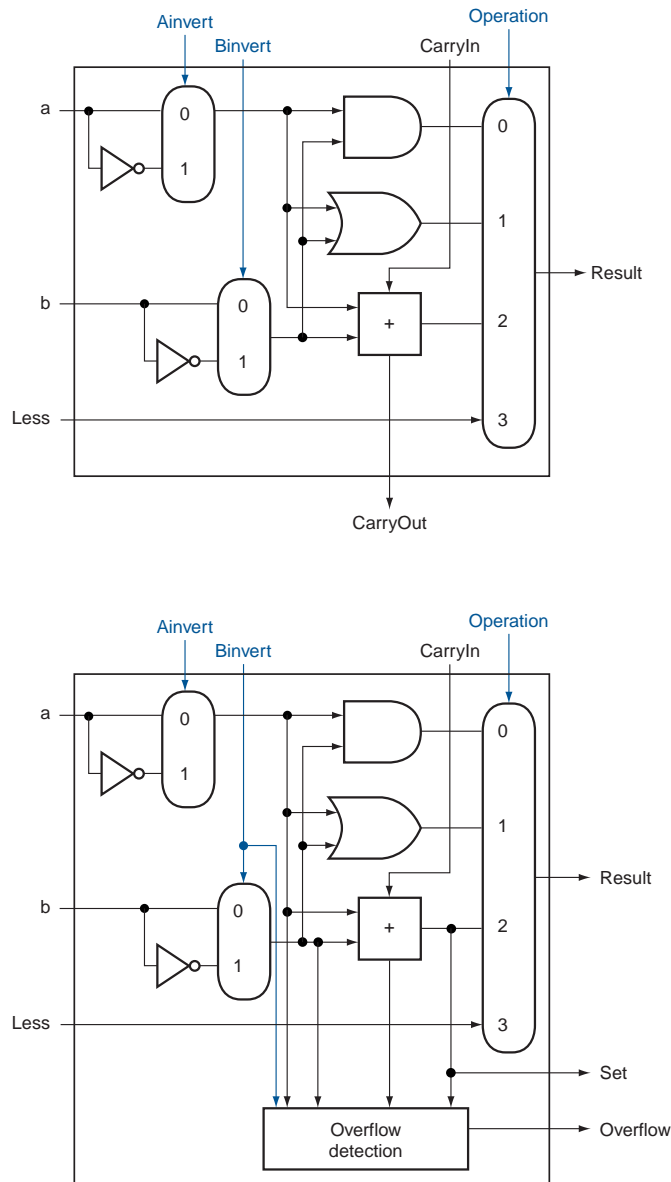 Operation
Ainvert
Binvert
CarryIn
a
0
1
0
1
b
0
1
+
2
Result
Less
3
CarryOut
Operation
Ainvert
Binvert
CarryIn
a
0
1
0
1
b
0
1
+
2
Result
Less
3
Set
Overflow
detection
Overflow